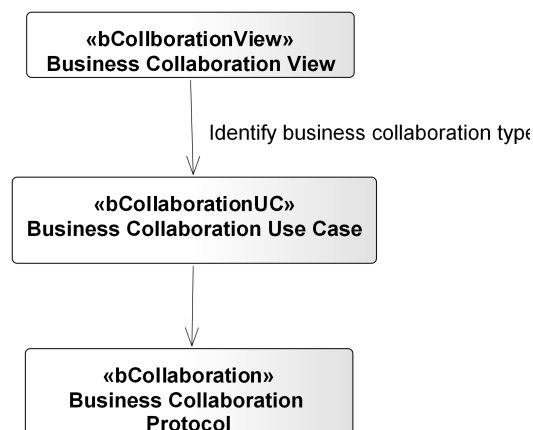 «bCollborationView»
Business Collaboration View
Identify business collaboration type
«bCollaborationUC»
Business Collaboration Use Case
«bCollaboration»
Business Collaboration
Protocol